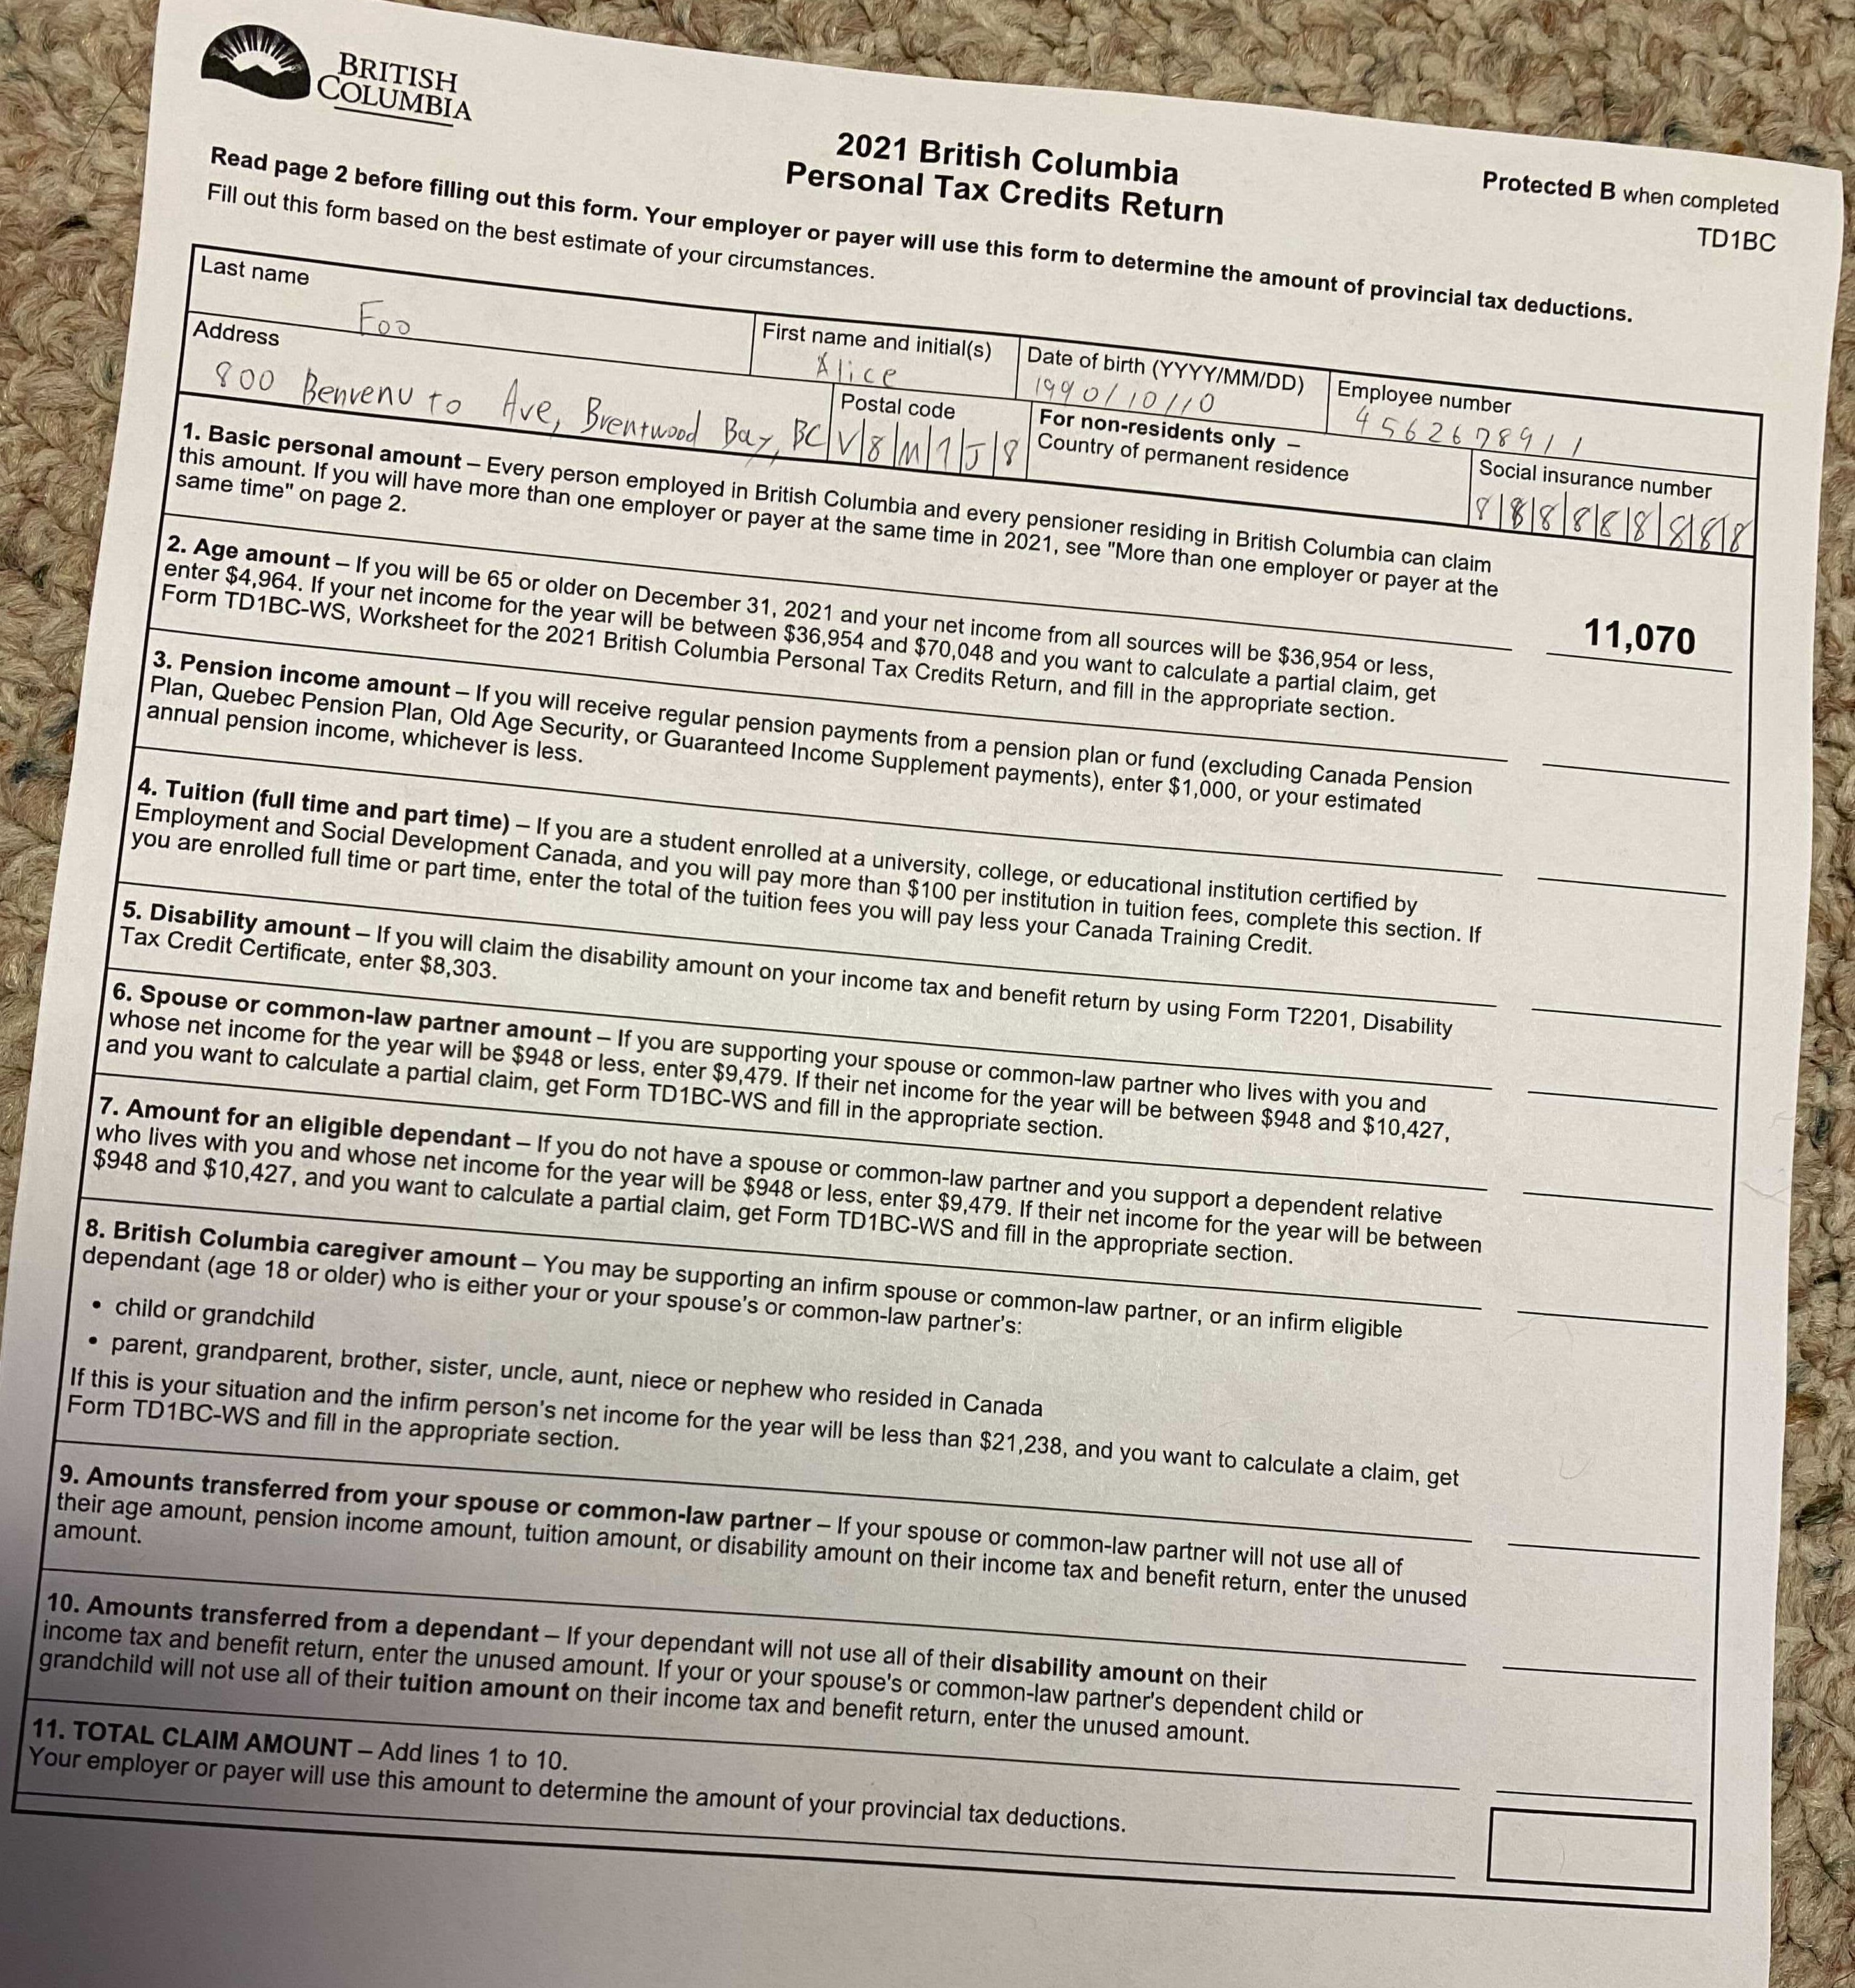 BRITISH
COLUMBIA
2021 British Columbia
Personal Tax Credits Return
Protected B when completed
TD1BC
Read page 2 before filling out this form. Your employer or payer will use this form to determine the amount of provincial tax deductions.
Fill out this form based on the best estimate of your circumstances.
Last name
Foo
First name and initial(s)
Alice
Date of birth (YYYY/MM/DD)
1990/10/10
Employee number
4562678911
Address
800 Benvenuto Ave, Brentwood Bay, BC
Postal code
V8M1J8
For non-residents only –
Country of permanent residence
Social insurance number
888888888
1. Basic personal amount – Every person employed in British Columbia and every pensioner residing in British Columbia can claim
this amount. If you will have more than one employer or payer at the same time in 2021, see "More than one employer or payer at the
same time" on page 2.
11,070
2. Age amount – If you will be 65 or older on December 31, 2021 and your net income from all sources will be $36,954 or less,
enter $4,964. If your net income for the year will be between $36,954 and $70,048 and you want to calculate a partial claim, get
Form TD1BC-WS, Worksheet for the 2021 British Columbia Personal Tax Credits Return, and fill in the appropriate section.
3. Pension income amount – If you will receive regular pension payments from a pension plan or fund (excluding Canada Pension
Plan, Quebec Pension Plan, Old Age Security, or Guaranteed Income Supplement payments), enter $1,000, or your estimated
annual pension income, whichever is less.
4. Tuition (full time and part time) – If you are a student enrolled at a university, college, or educational institution certified by
Employment and Social Development Canada, and you will pay more than $100 per institution in tuition fees, complete this section. If
you are enrolled full time or part time, enter the total of the tuition fees you will pay less your Canada Training Credit.
5. Disability amount – If you will claim the disability amount on your income tax and benefit return by using Form T2201, Disability
Tax Credit Certificate, enter $8,303.
6. Spouse or common-law partner amount – If you are supporting your spouse or common-law partner who lives with you and
whose net income for the year will be $948 or less, enter $9,479. If their net income for the year will be between $948 and $10,427,
and you want to calculate a partial claim, get Form TD1BC-WS and fill in the appropriate section.
7. Amount for an eligible dependant – If you do not have a spouse or common-law partner and you support a dependent relative
who lives with you and whose net income for the year will be $948 or less, enter $9,479. If their net income for the year will be between
$948 and $10,427, and you want to calculate a partial claim, get Form TD1BC-WS and fill in the appropriate section.
8. British Columbia caregiver amount – You may be supporting an infirm spouse or common-law partner, or an infirm eligible
dependant (age 18 or older) who is either your or your spouse's or common-law partner's:
• child or grandchild
• parent, grandparent, brother, sister, uncle, aunt, niece or nephew who resided in Canada
If this is your situation and the infirm person's net income for the year will be less than $21,238, and you want to calculate a claim, get
Form TD1BC-WS and fill in the appropriate section.
9. Amounts transferred from your spouse or common-law partner – If your spouse or common-law partner will not use all of
their age amount, pension income amount, tuition amount, or disability amount on their income tax and benefit return, enter the unused
amount.
10. Amounts transferred from a dependant – If your dependant will not use all of their disability amount on their
income tax and benefit return, enter the unused amount. If your or your spouse's or common-law partner's dependent child or
grandchild will not use all of their tuition amount on their income tax and benefit return, enter the unused amount.
11. TOTAL CLAIM AMOUNT – Add lines 1 to 10.
Your employer or payer will use this amount to determine the amount of your provincial tax deductions.